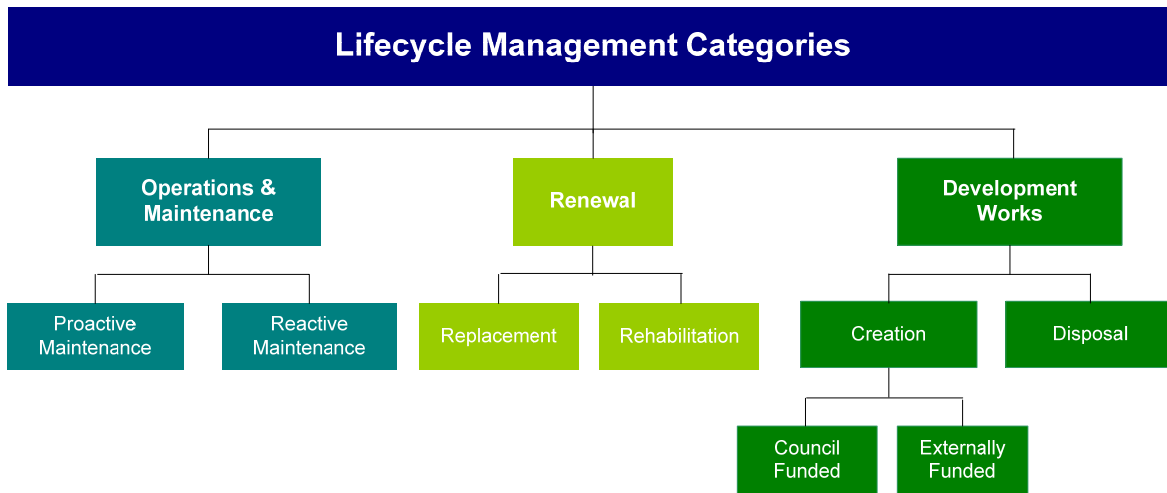 Lifecycle Management Categories
Operations &
Maintenance
Renewal
Development
Works
Proactive
Maintenance
Reactive
Maintenance
Replacement
Rehabilitation
Creation
Disposal
Council
Funded
Externally
Funded